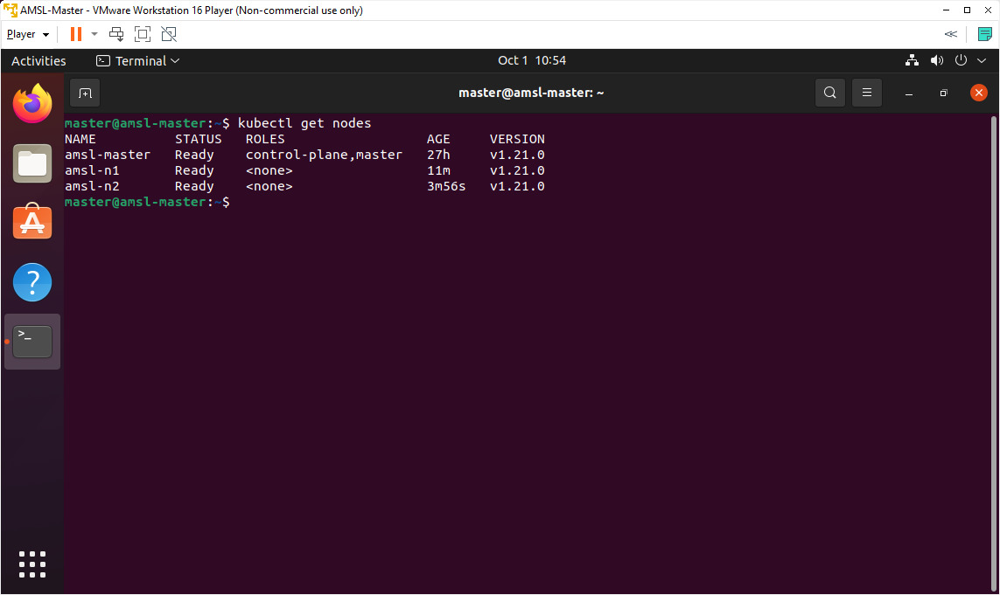 AMSL-Master - VMware Workstation 16 Player (Non-commercial use only)
Player
Activities Terminal Oct 1 10:54
master@amsl-master: ~
master@amsl-master:~$ kubectl get nodes
NAME STATUS ROLES AGE VERSION
amsl-master Ready control-plane,master 27h v1.21.0
amsl-n1 Ready <none> 11m v1.21.0
amsl-n2 Ready <none> 3m56s v1.21.0
master@amsl-master:~$